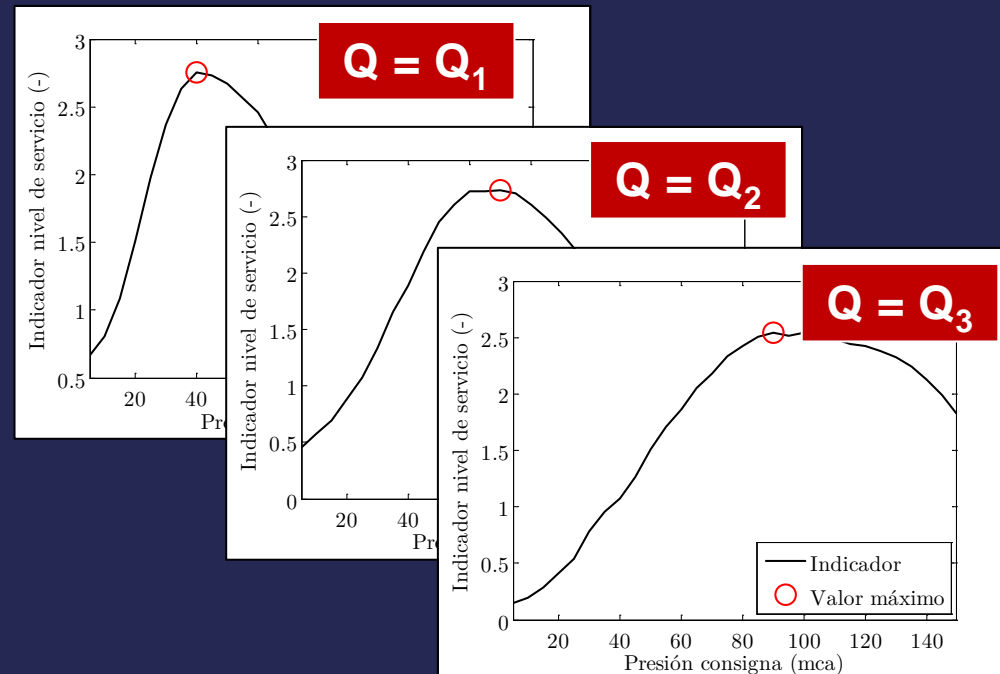 Q = Q1
Indicador nivel de servicio (-)
3
2.5
2
1.5
1
0.5
20
40
Q = Q2
Indicador nivel de servicio (-)
3
2.5
2
1.5
1
0.5
0
20
40
Q = Q3
Indicador nivel de servicio (-)
3
2.5
2
1.5
1
0.5
0
20 40 60 80 100 120 140
Presión consigna (mca)
Indicador
Valor máximo